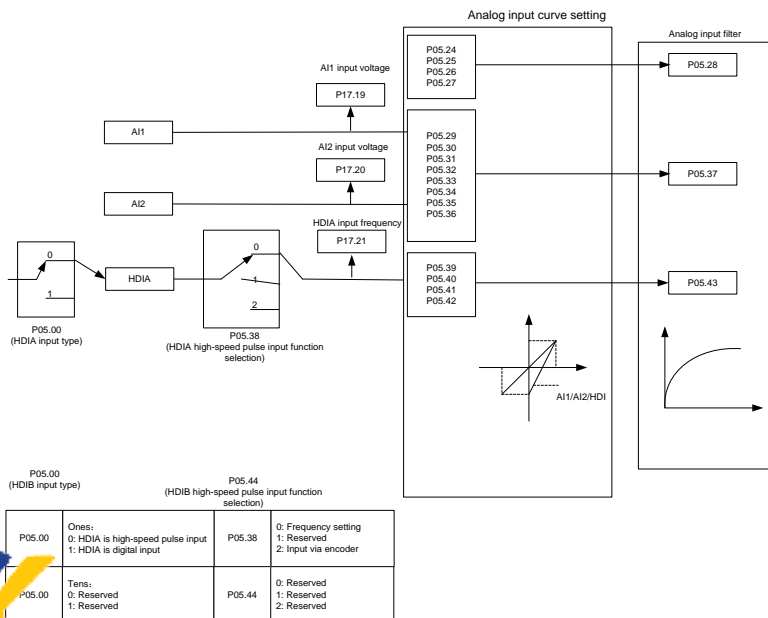 Analog input curve setting
Analog input filter
P05.24
P05.25
P05.26
P05.27
P05.28
AI1 input voltage
P17.19
AI1
P05.29
P05.30
P05.31
P05.32
P05.33
P05.34
P05.35
P05.36
AI2 input voltage
P17.20
P05.37
AI2
HDIA input frequency
P17.21
0
1
P05.00
(HDIA input type)
HDIA
0
1
2
P05.38
(HDIA high-speed pulse input function
selection)
P05.39
P05.40
P05.41
P05.42
P05.43
AI1/AI2/HDI
P05.00
(HDIB input type)
P05.44
(HDIB high-speed pulse input function
selection)
P05.00
Ones:
0: HDIA is high-speed pulse input
1: HDIA is digital input
P05.38
0: Frequency setting
1: Reserved
2: Input via encoder
P05.00
Tens:
0: Reserved
1: Reserved
P05.44
0: Reserved
1: Reserved
2: Reserved